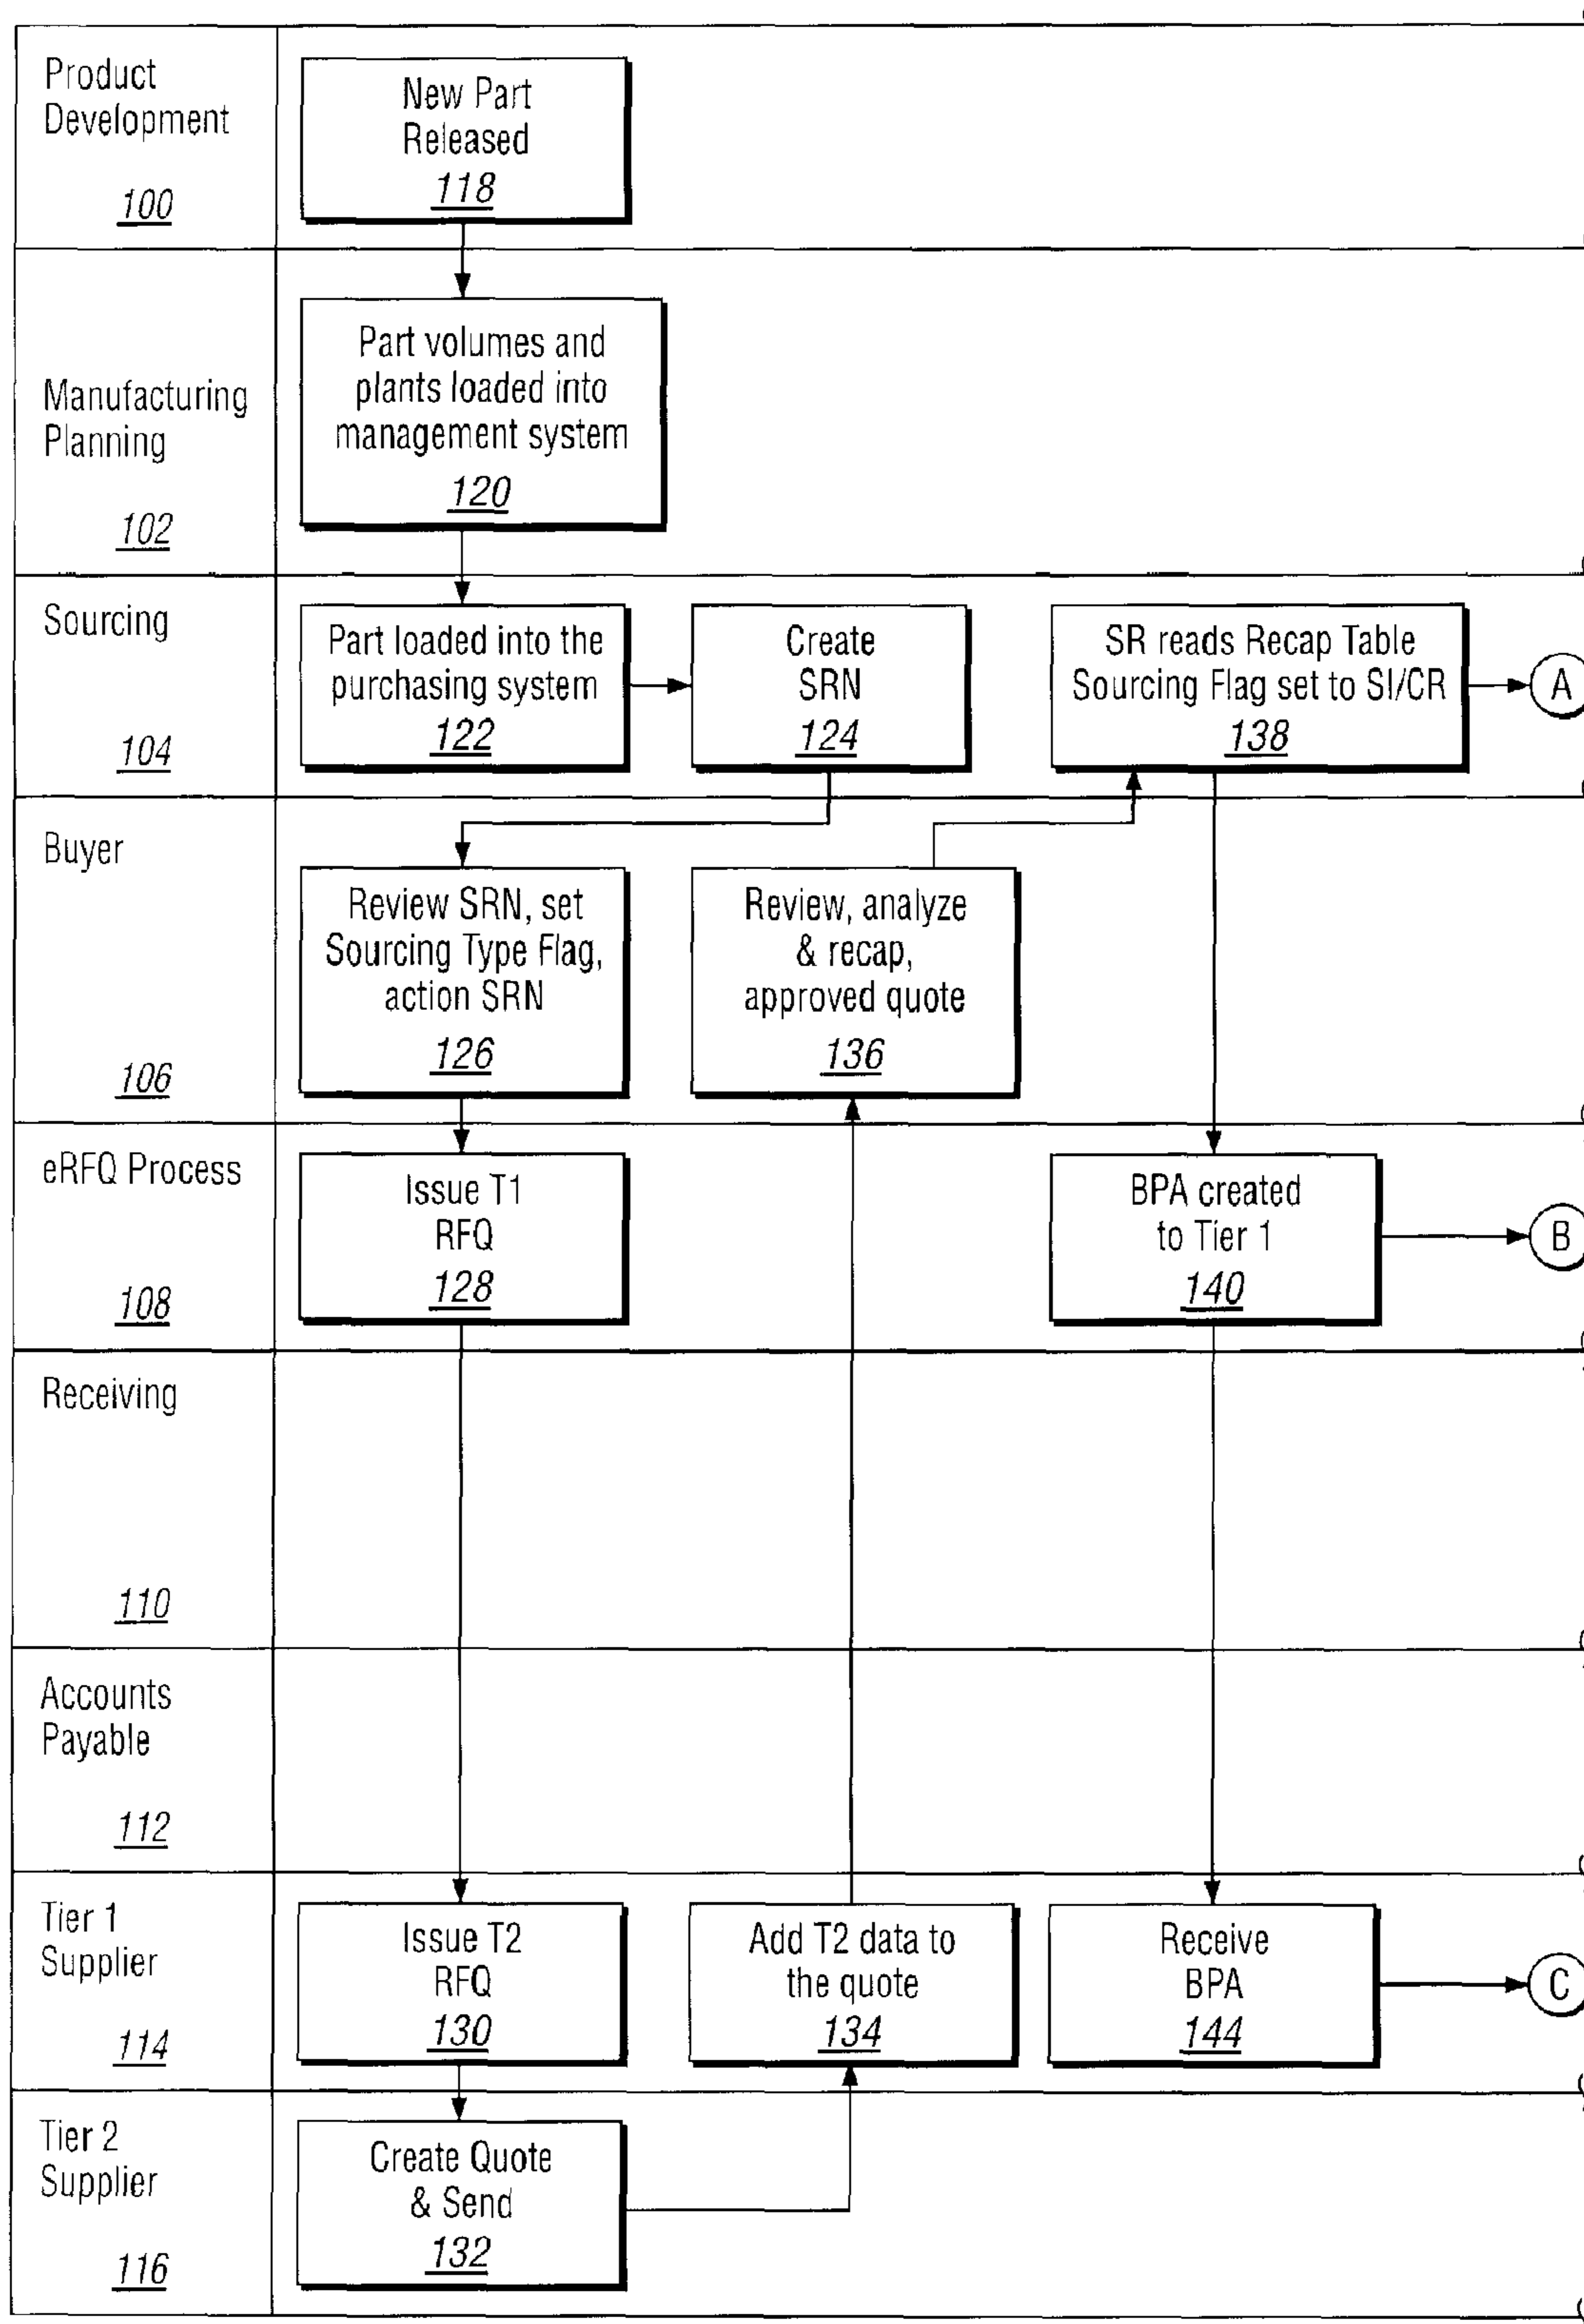 Product
Development
100
New Part
Released
118
Manufacturing
Planning
102
Part volumes and
plants loaded into
management system
120
Sourcing
104
Part loaded into the
purchasing system
122
Create
SRN
124
SR reads Recap Table
Sourcing Flag set to SI/CR
138
A
Buyer
106
Review SRN, set
Sourcing Type Flag,
action SRN
126
Review, analyze
& recap,
approved quote
136
eRFQ Process
108
Issue T1
RFQ
128
BPA created
to Tier 1
140
B
Receiving
110
Accounts
Payable
112
Tier 1
Supplier
114
Issue T2
RFQ
130
Add T2 data to
the quote
134
Receive
BPA
144
C
Tier 2
Supplier
116
Create Quote
& Send
132